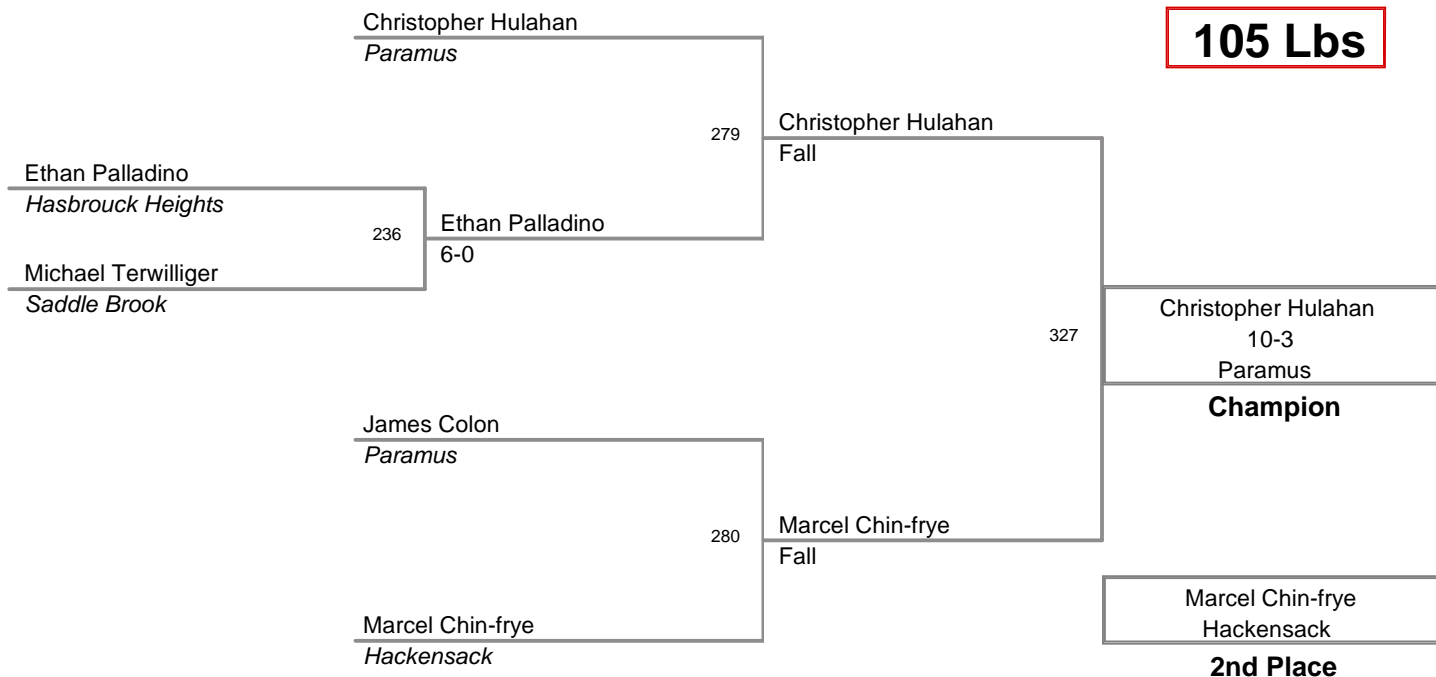 Christopher Hulahan
Paramus
105 Lbs
279
Christopher Hulahan
Fall
Ethan Palladino
Hasbrouck Heights
236
Ethan Palladino
6-0
Michael Terwilliger
Saddle Brook
327
Christopher Hulahan
10-3
Paramus
Champion
James Colon
Paramus
280
Marcel Chin-frye
Fall
Marcel Chin-frye
Hackensack
Marcel Chin-frye
Hackensack
2nd Place